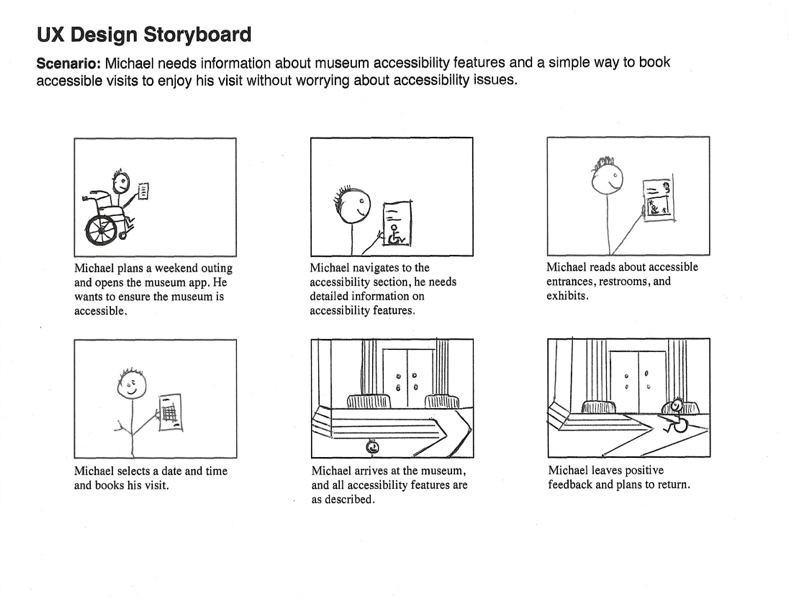 UX Design Storyboard
Scenario: Michael needs information about museum accessibility features and a simple way to book
accessible visits to enjoy his visit without worrying about accessibility issues.
Michael plans a weekend outing
and opens the museum app. He
wants to ensure the museum is
accessible.
Michael navigates to the
accessibility section, he needs
detailed information on
accessibility features.
Michael reads about accessible
entrances, restrooms, and
exhibits.
Michael selects a date and time
and books his visit.
Michael arrives at the museum,
and all accessibility features are
as described.
Michael leaves positive
feedback and plans to return.